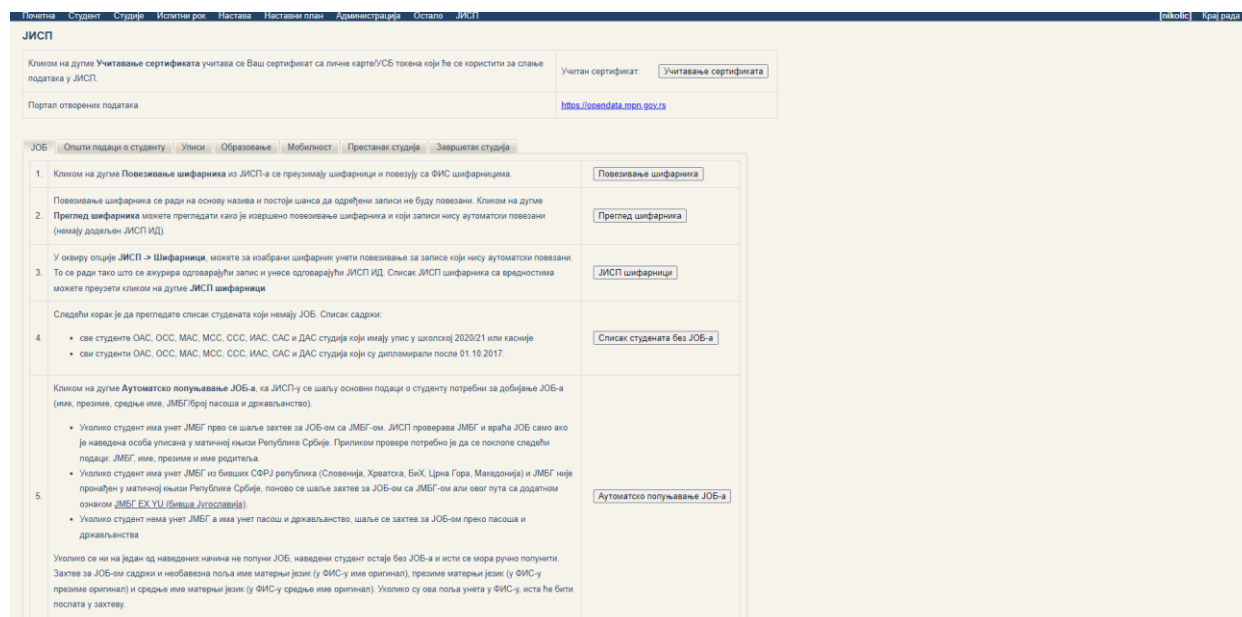 Почетна Студент Студије Испитни рок Настава Наставни план Администрација Остало ЈИСП [nikolic] Крај рада
ЈИСП
Кликом на дугме Учитавање сертификата учитава се Ваш сертификат са личне карте/УСБ токена који ће се користити за слање
података у ЈИСП.
Учитан сертификат: Учитавање сертификата
Портал отворених података https://opendata.mpn.gov.rs
ЈОБ Општи подаци о студенту Уписи Образовање Мобилност Престанак студија Завршетак студија
1. Кликом на дугме Повезивање шифарника из ЈИСП-а се преузимају шифарници и повезују са ФИС шифарницима. Повезивање шифарника
Повезивање шифарника се ради на основу назива и постоји шанса да одређени записи не буду повезани. Кликом на дугме
2. Преглед шифарника можете прегледати како је извршено повезивање шифарника и који записи нису аутоматски повезани Преглед шифарника
(немају додељен ЈИСП ИД).
У оквиру опције ЈИСП -> Шифарници, можете за изабрани шифарник унети повезивање за записе који нису аутоматски повезани.
3. То се ради тако што се ажурира одговарајући запис и унесе одговарајући ЈИСП ИД. Списак ЈИСП шифарника са вредностима ЈИСП шифарници
можете преузети кликом на дугме ЈИСП шифарници
Следећи корак је да прегледате списак студената који немају ЈОБ. Списак садржи:
4. • све студенте ОАС, ОСС, МАС, МСС, ССС, ИАС, САС и ДАС студија који имају упис у школској 2020/21 или касније Списак студената без ЈОБ-а
• сви студенти ОАС, ОСС, МАС, МСС, ССС, ИАС, САС и ДАС студија који су дипломирали после 01.10.2017.
Кликом на дугме Аутоматско попуњавање ЈОБ-а, ка ЈИСП-у се шаљу основни подаци о студенту потребни за добијање ЈОБ-а
(име, презиме, средње име, ЈМБГ/број пасоша и држављанство).
• Уколико студент има унет ЈМБГ прво се шаље захтев за ЈОБ-ом са ЈМБГ-ом. ЈИСП проверава ЈМБГ и враћа ЈОБ само ако
је наведена особа уписана у матичној књизи Републике Србије. Приликом провере потребно је да се поклопе следећи
подаци: ЈМБГ, име, презиме и име родитеља.
• Уколико студент има унет ЈМБГ из бивших СФРЈ република (Словенија, Хрватска, БиХ, Црна Гора, Македонија) и ЈМБГ није
пронађен у матичној књизи Републике Србије, поново се шаље захтев за ЈОБ-ом са ЈМБГ-ом али овог пута са додатном
5. ознаком ЈМБГ EX YU (бивша Југославија). Аутоматско попуњавање ЈОБ-а
• Уколико студент нема унет ЈМБГ а има унет пасош и држављанство, шаље се захтев за ЈОБ-ом преко пасоша и
држављанства
Уколико се ни на један од наведених начина не попуни ЈОБ, наведени студент остаје без ЈОБ-а и исти се мора ручно попунити.
Захтев за ЈОБ-ом садржи и необавезна поља име матерњи језик (у ФИС-у име оригинал), презиме матерњи језик (у ФИС-у
презиме оригинал) и средње име матерњи језик (у ФИС-у средње име оригинал). Уколико су ова поља унета у ФИС-у, иста ће бити
послата у захтеву.